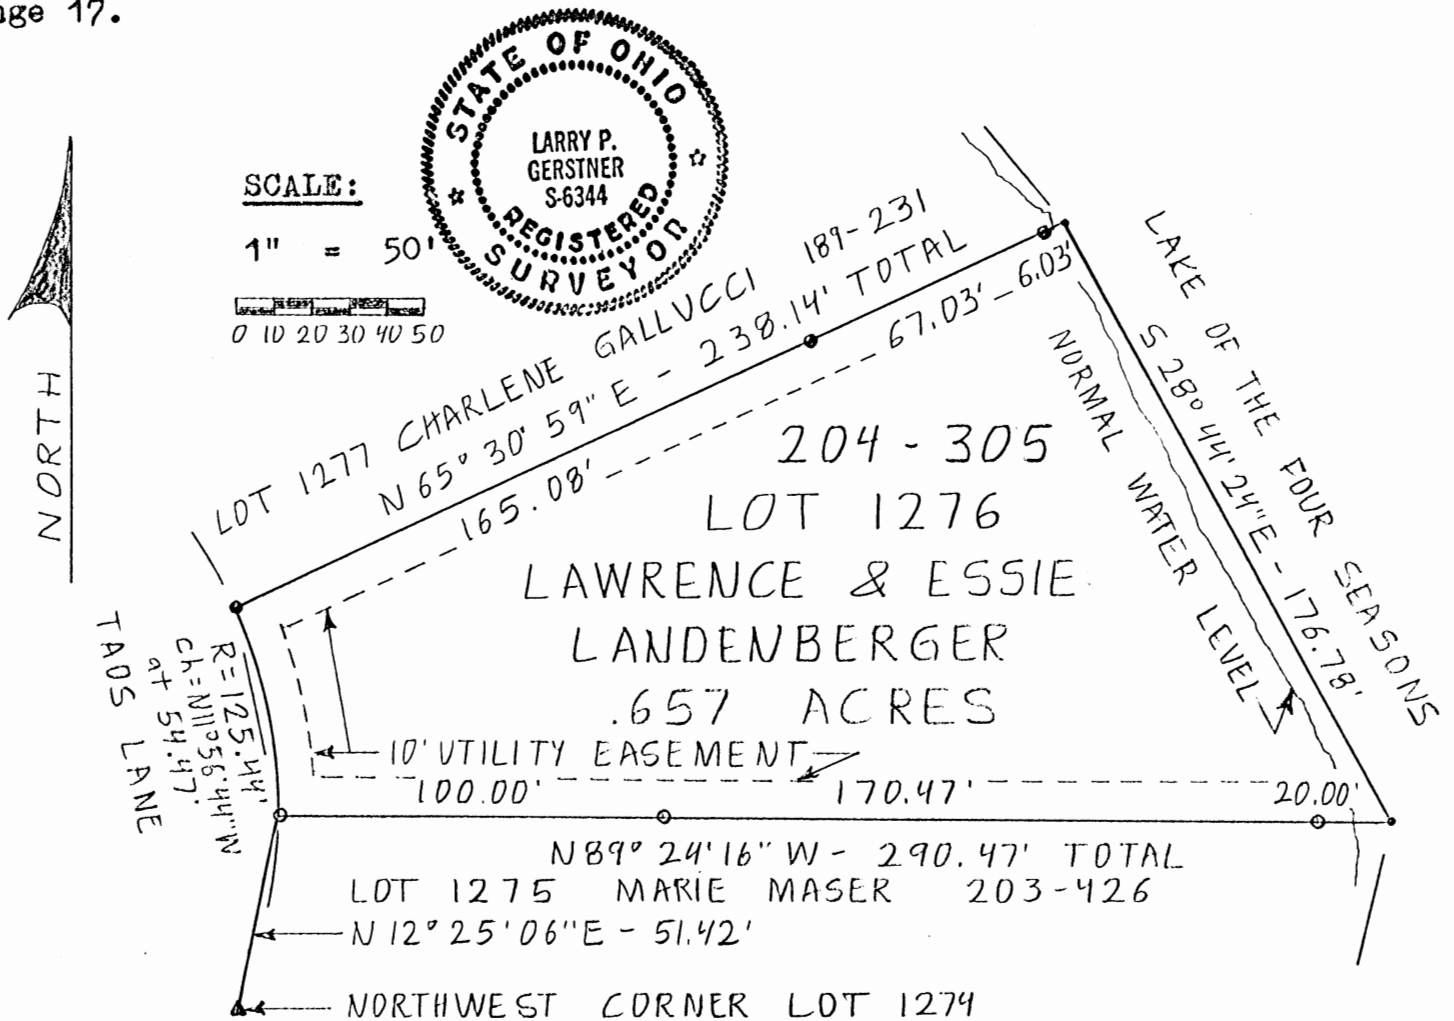 age 17.
STATE OF OHIO
LARRY P.
GERSTNER
S-6344
REGISTERED
SURVEYOR
SCALE:
1" = 50'
0 10 20 30 40 50
NORTH
LOT 1277 CHARLENE GALLUCCI 189-231
N 65° 30' 59" E - 238.14' TOTAL
165.08' 67.03' 6.03'
LAKE OF THE FOUR SEASONS
S 28° 44' 24" E - 176.78'
NORMAL WATER LEVEL
204 - 305
LOT 1276
LAWRENCE & ESSIE
LANDENBERGER
.657 ACRES
10' UTILITY EASEMENT
100.00' 170.47' 20.00'
R=125.44'
ch=N11°56'44"W
at 54.47'
TAOS LANE
N 89° 24' 16" W - 290.47' TOTAL
LOT 1275 MARIE MASER 203-426
N 12° 25' 06" E - 51.42'
NORTHWEST CORNER LOT 1274